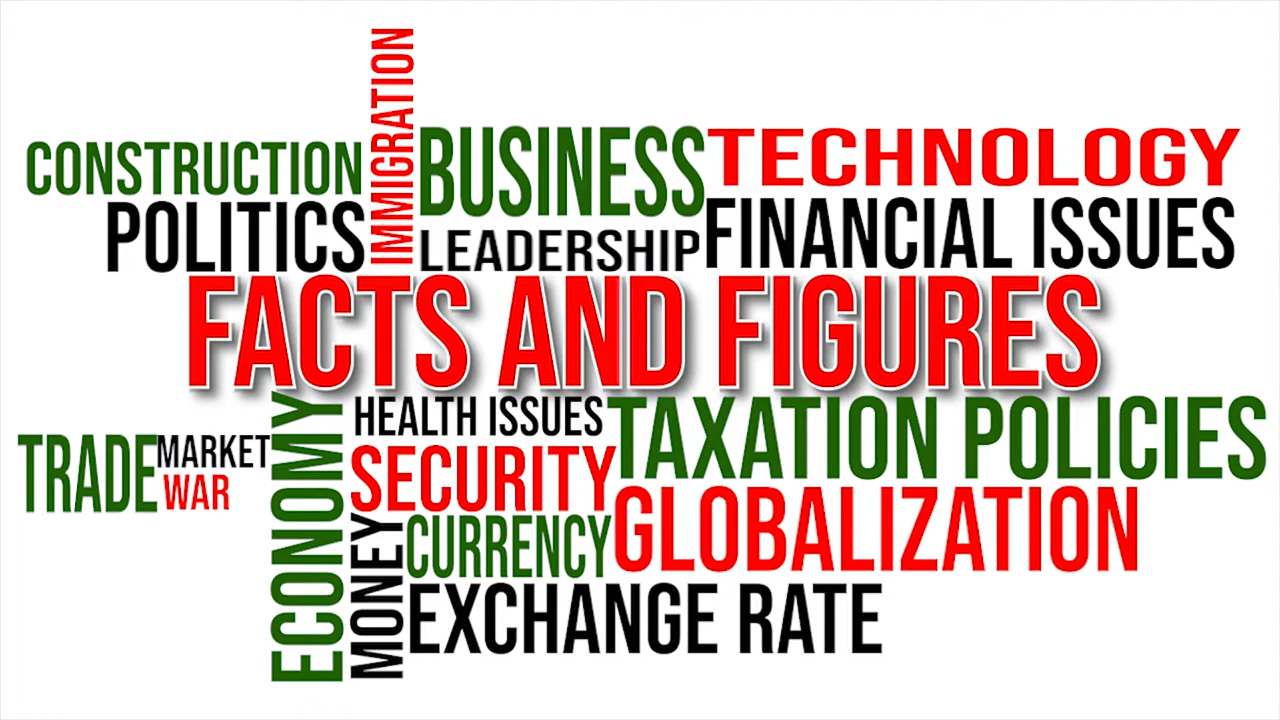 IMMIGRATION
CONSTRUCTION
BUSINESS
TECHNOLOGY
POLITICS
LEADERSHIP
FINANCIAL ISSUES
FACTS AND FIGURES
ECONOMY
HEALTH ISSUES
TAXATION POLICIES
TRADE
MARKET
WAR
SECURITY
GLOBALIZATION
MONEY
CURRENCY
EXCHANGE RATE